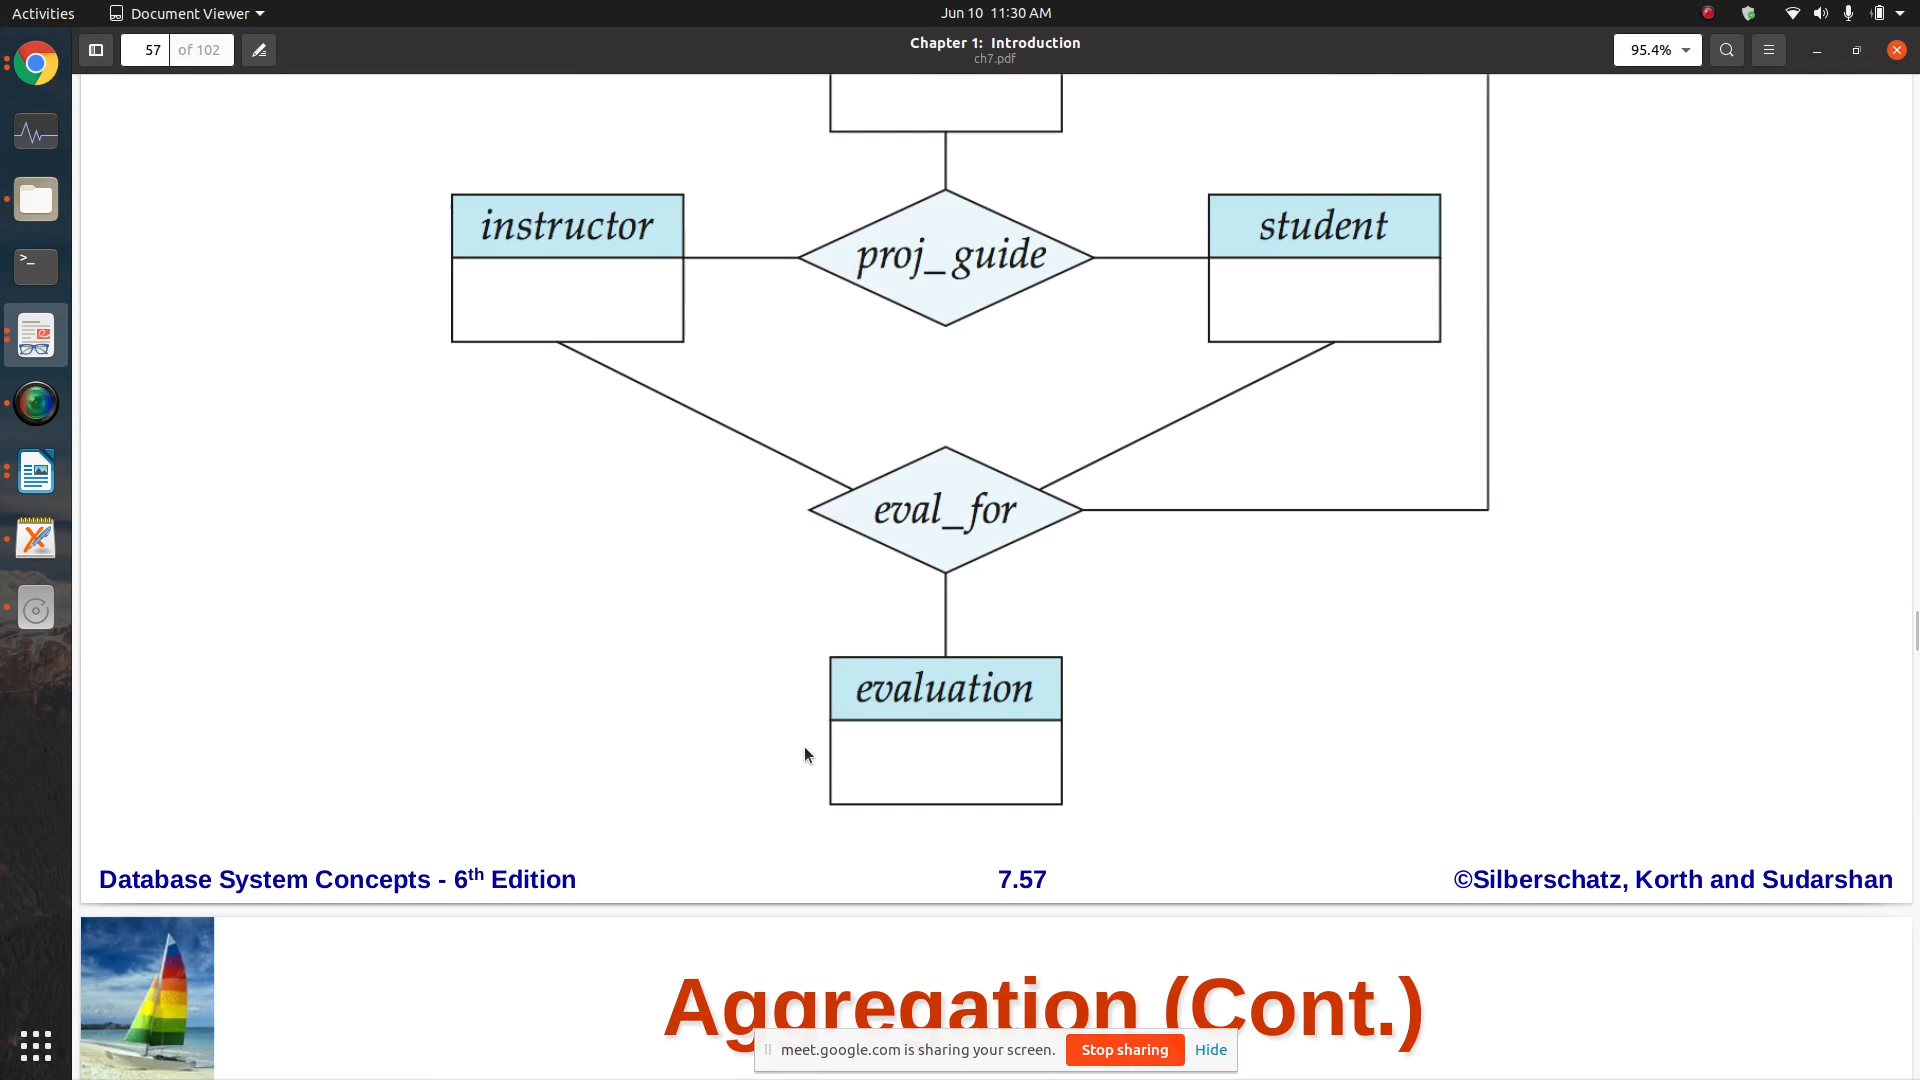 Activities
Document Viewer
Jun 10 11:30 AM
57
of 102
Chapter 1: Introduction
ch7.pdf
95.4%
instructor
proj_guide
student
eval_for
evaluation
Database System Concepts - 6th Edition
7.57
©Silberschatz, Korth and Sudarshan
Aggregation (Cont.)
meet.google.com is sharing your screen.
Stop sharing
Hide